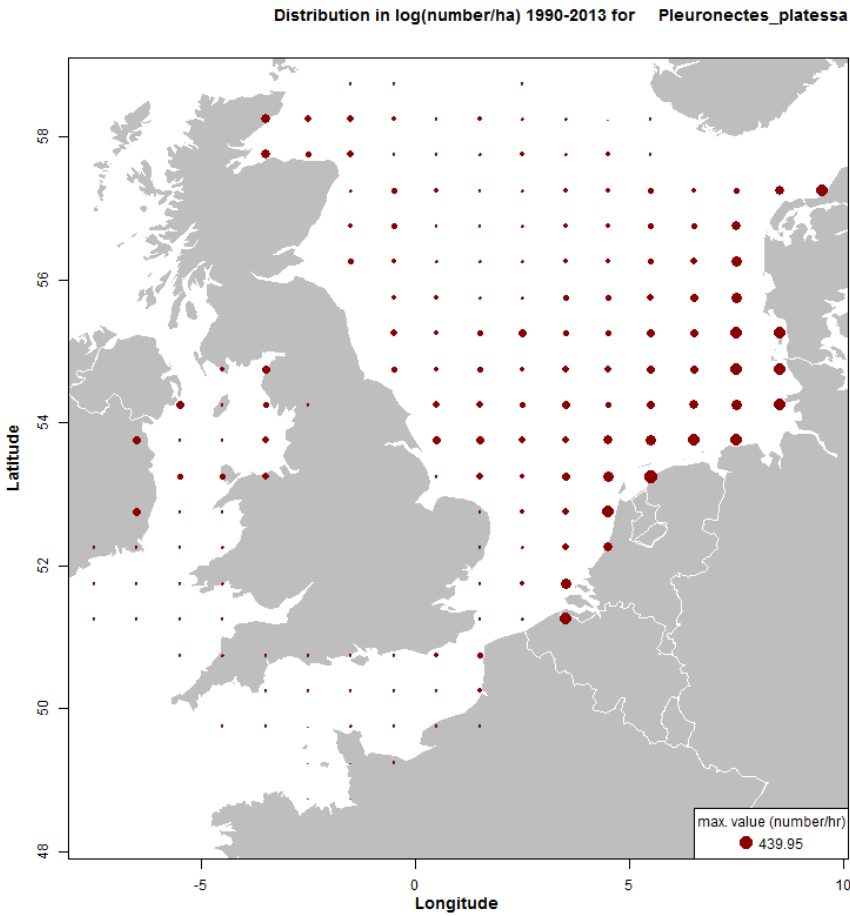 Distribution in log(number/ha) 1990-2013 for Pleuronectes_platessa
58
56
54
52
50
48
Latitude
-5
0
5
10
Longitude
max. value (number/hr)
439.95